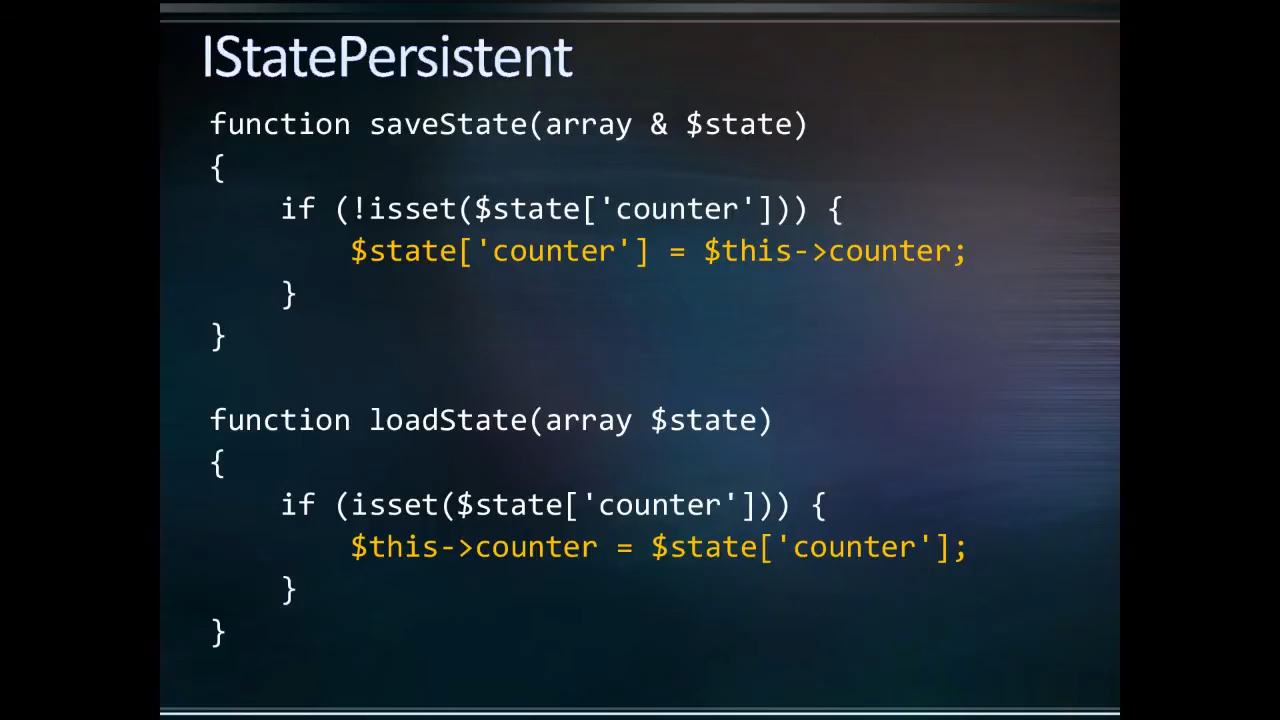 IStatePersistent
function saveState(array & $state)
{
    if (!isset($state['counter'])) {
        $state['counter'] = $this->counter;
    }
}

function loadState(array $state)
{
    if (isset($state['counter'])) {
        $this->counter = $state['counter'];
    }
}